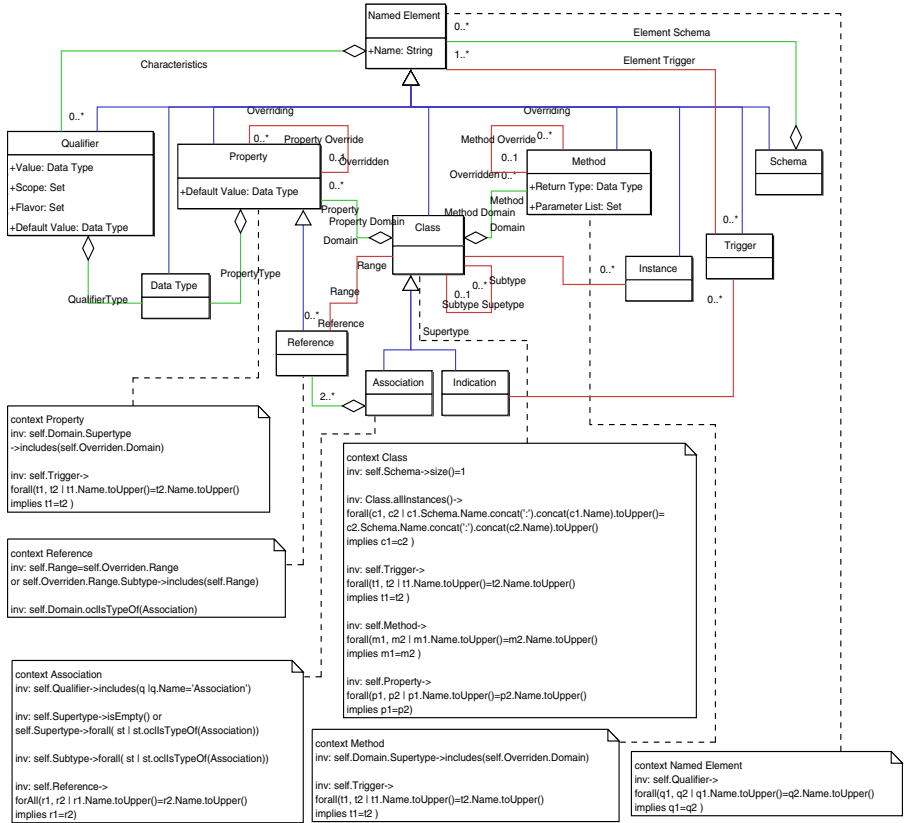 Named Element
+Name: String
0..*
1..*
Element Schema
Element Trigger
Characteristics
0..*
Overriding
Overriding
Qualifier
+Value: Data Type
+Scope: Set
+Flavor: Set
+Default Value: Data Type
0..*
Property Override
Property
0..1
Overridden
+Default Value: Data Type
0..*
Property
Property Domain
Domain
Method Override
0..*
0..1
Method
Overridden
0..*
+Return Type: Data Type
+Parameter List: Set
Method
Method Domain
Domain
Schema
Class
0..*
Trigger
Range
Subtype
0..*
Instance
0..*
PropertyType
Data Type
QualifierType
Range
0..*
0..1
Subtype Supetype
0..*
Reference
Supertype
Reference
Association
Indication
2..*
context Property
inv: self.Domain.Supertype
->includes(self.Overriden.Domain)
inv: self.Trigger->
forall(t1, t2 | t1.Name.toUpper()=t2.Name.toUpper()
implies t1=t2 )
context Class
inv: self.Schema->size()=1
inv: Class.allInstances()->
forall(c1, c2 | c1.Schema.Name.concat(':').concat(c1.Name).toUpper()=
c2.Schema.Name.concat(':').concat(c2.Name).toUpper()
implies c1=c2 )
inv: self.Trigger->
forall(t1, t2 | t1.Name.toUpper()=t2.Name.toUpper()
implies t1=t2 )
inv: self.Method->
forall(m1, m2 | m1.Name.toUpper()=m2.Name.toUpper()
implies m1=m2 )
inv: self.Property->
forall(p1, p2 | p1.Name.toUpper()=p2.Name.toUpper()
implies p1=p2)
context Reference
inv: self.Range=self.Overriden.Range
or self.Overriden.Range.Subtype->includes(self.Range)
inv: self.Domain.oclIsTypeOf(Association)
context Association
inv: self.Qualifier->includes(q |q.Name='Association')
inv: self.Supertype->isEmpty() or
self.Supertype->forall( st | st.oclIsTypeOf(Association))
inv: self.Subtype->forall( st | st.oclIsTypeOf(Association))
inv: self.Reference->
forAll(r1, r2 | r1.Name.toUpper()=r2.Name.toUpper()
implies r1=r2)
context Method
inv: self.Domain.Supertype->includes(self.Overriden.Domain)
inv: self.Trigger->
forall(t1, t2 | t1.Name.toUpper()=t2.Name.toUpper()
implies t1=t2 )
context Named Element
inv: self.Qualifier->
forall(q1, q2 | q1.Name.toUpper()=q2.Name.toUpper()
implies q1=q2 )